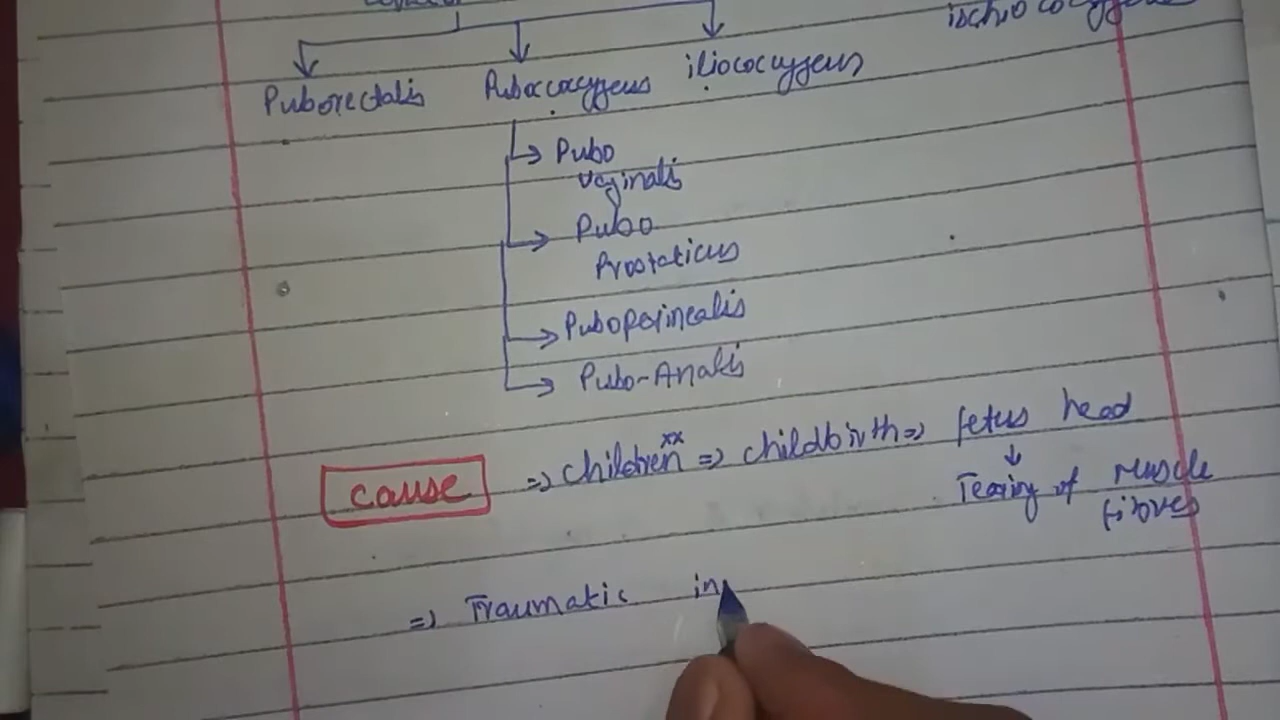 Puborectalis Pubococcygeus iliococcygeus
Pubo
vaginalis
Pubo
Prostaticus
Puboperinealis
Pubo-Analis
cause => children xx => childbirth => fetus head
Tearing of muscle
fibres
=> Traumatic in